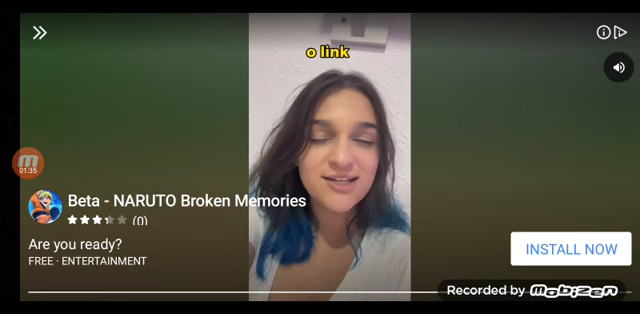 o link
01:35
Beta - NARUTO Broken Memories
(0)
Are you ready?
FREE · ENTERTAINMENT
INSTALL NOW
Recorded by MOBIZEN